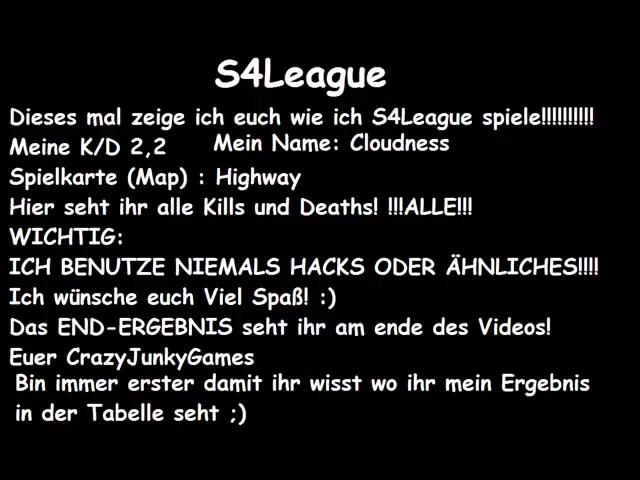 S4League
Dieses mal zeige ich euch wie ich S4League spiele!!!!!!!!!!
Meine K/D 2,2 Mein Name: Cloudness
Spielkarte (Map) : Highway
Hier seht ihr alle Kills und Deaths! !!!ALLE!!!
WICHTIG:
ICH BENUTZE NIEMALS HACKS ODER ÄHNLICHES!!!!
Ich wünsche euch Viel Spaß! :)
Das END-ERGEBNIS seht ihr am ende des Videos!
Euer CrazyJunkyGames
Bin immer erster damit ihr wisst wo ihr mein Ergebnis
in der Tabelle seht ;)